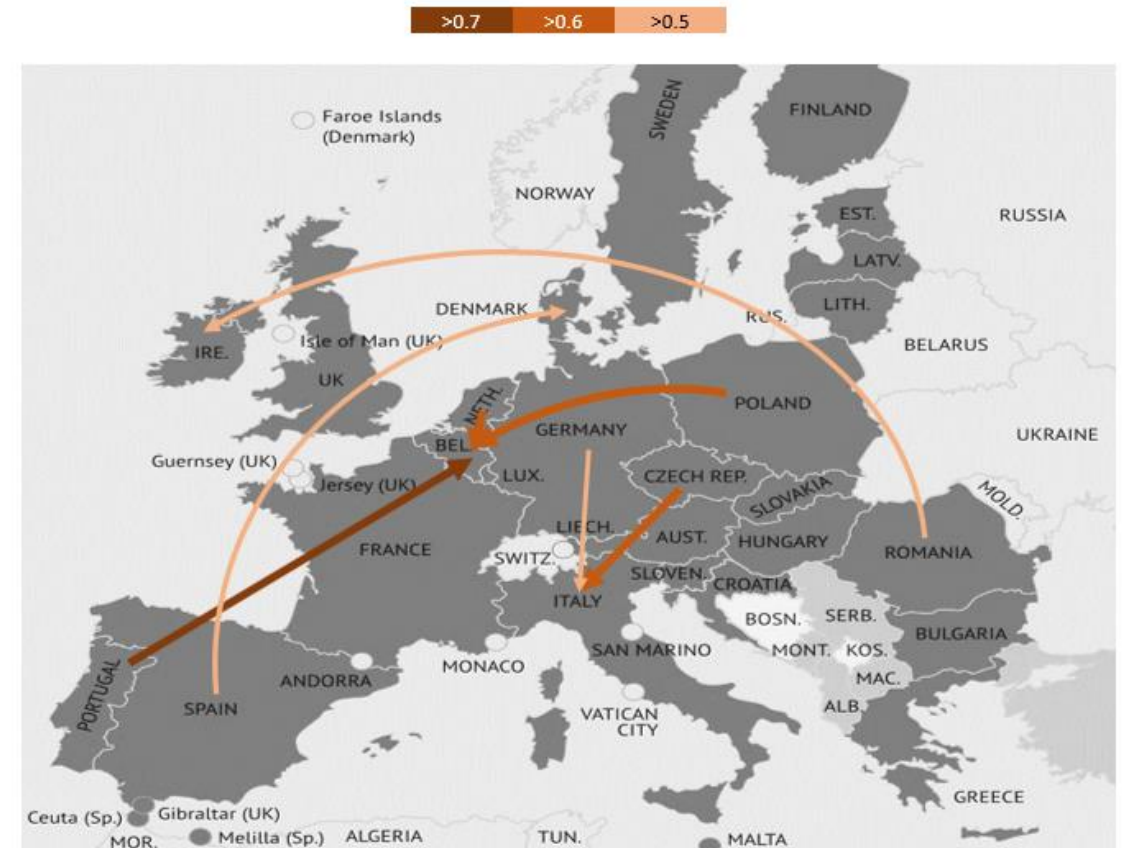 >0.7 >0.6 >0.5
Faroe Islands
(Denmark)
SWEDEN
FINLAND
NORWAY
EST.
RUSSIA
LATV.
DENMARK
LITH.
RUS.
Isle of Man (UK)
BELARUS
IRE.
UK
NETH.
POLAND
GERMANY
BEL.
UKRAINE
Guernsey (UK)
LUX.
CZECH REP.
Jersey (UK)
SLOVAKIA
MOLD.
LIECH.
FRANCE
SWITZ.
AUST.
HUNGARY
ROMANIA
SLOVEN.
CROATIA
ITALY
BOSN.
SERB.
BULGARIA
SAN MARINO
MONT.
KOS.
MONACO
MAC.
ANDORRA
PORTUGAL
SPAIN
ALB.
VATICAN
CITY
GREECE
Ceuta (Sp.)
Gibraltar (UK)
MOR.
Melilla (Sp.)
ALGERIA
TUN.
MALTA